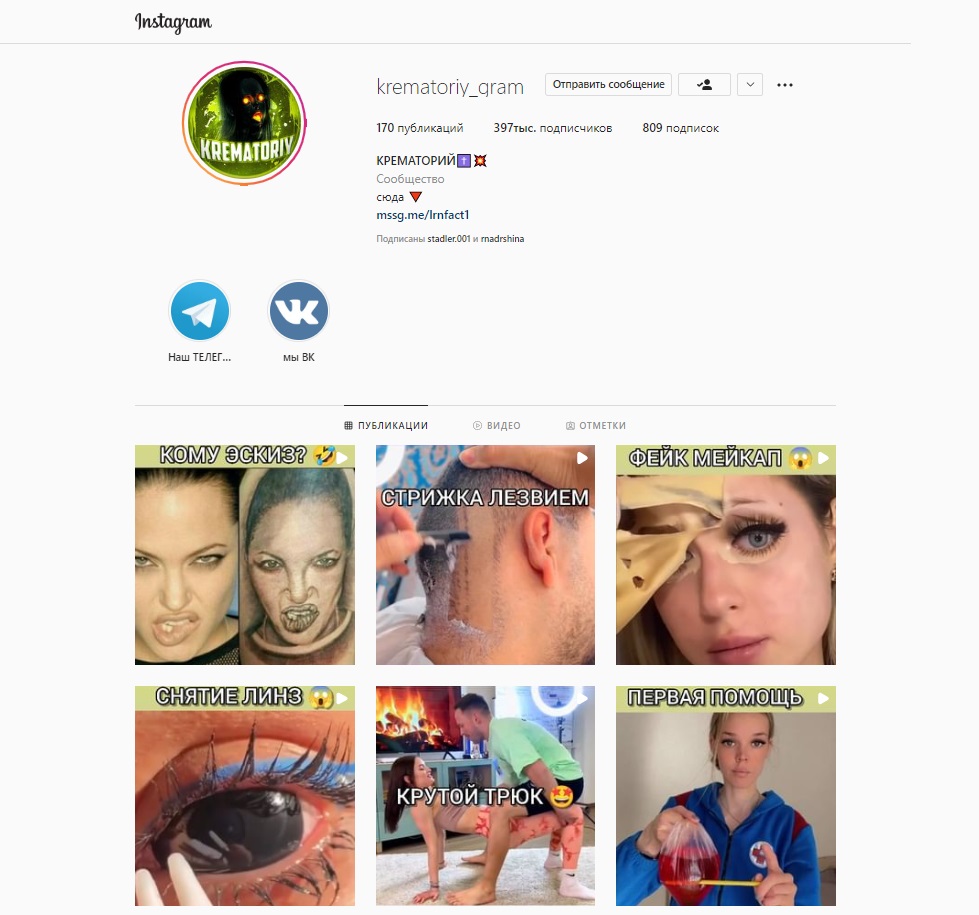 Instagram
krematoriy_gram
Отправить сообщение
170 публикаций 397тыс. подписчиков 809 подписок
KREMATORIY
КРЕМАТОРИЙ✝️💥
Сообщество
сюда 🔻
mssg.me/lrnfact1
Подписаны stadler.001 и rnadrshina
Наш ТЕЛЕГ... мы ВК
ПУБЛИКАЦИИ ВИДЕО ОТМЕТКИ
КОМУ ЭСКИЗ? 🤣
СТРИЖКА ЛЕЗВИЕМ
ФЕЙК МЕЙКАП 😱
СНЯТИЕ ЛИНЗ 😱
КРУТОЙ ТРЮК 🤩
ПЕРВАЯ ПОМОЩЬ